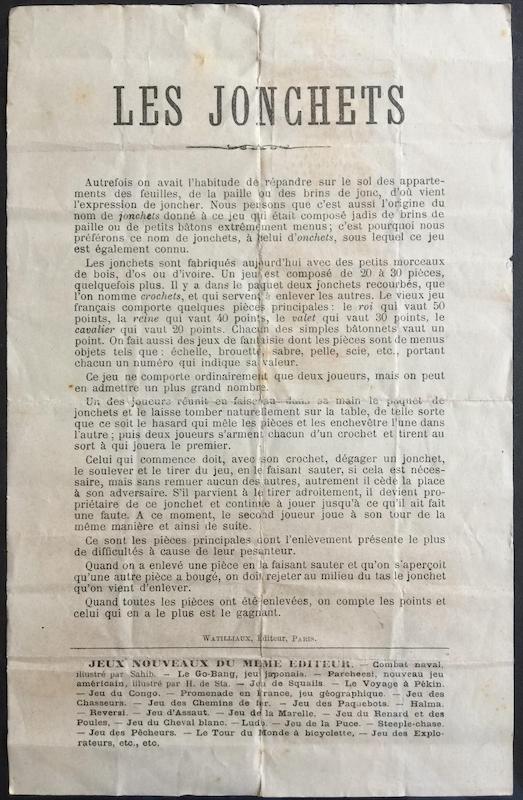 LES JONCHETS
Autrefois on avait l'habitude de répandre sur le sol des apparte-
ments des feuilles, de la paille ou des brins de jonc, d'où vient
l'expression de joncher. Nous pensons que c'est aussi l'origine du
nom de jonchets donné à ce jeu qui était composé jadis de brins de
paille ou de petits bâtons extrêmement menus ; c'est pourquoi nous
préférons ce nom de jonchets, à celui d'onchets, sous lequel ce jeu
est également connu.
Les jonchets sont fabriqués aujourd'hui avec des petits morceaux
de bois, d'os ou d'ivoire. Un jeu est composé de 20 à 30 pièces,
quelquefois plus. Il y a dans le paquet deux jonchets recourbés, que
l'on nomme crochets, et qui servent à enlever les autres. Le vieux jeu
français comporte quelques pièces principales : le roi qui vaut 50
points, la reine qui vaut 40 points, le valet qui vaut 30 points, le
cavalier qui vaut 20 points. Chacun des simples bâtonnets vaut un
point. On fait aussi des jeux de fantaisie dont les pièces sont de menus
objets tels que : échelle, brouette, sabre, pelle, scie, etc., portant
chacun un numéro qui indique sa valeur.
Ce jeu ne comporte ordinairement que deux joueurs, mais on peut
en admettre un plus grand nombre.
Un des joueurs réunit en faisceau dans sa main le paquet de
jonchets et le laisse tomber naturellement sur la table, de telle sorte
que ce soit le hasard qui mêle les pièces et les enchevêtre l'une dans
l'autre ; puis deux joueurs s'arment chacun d'un crochet et tirent au
sort à qui jouera le premier.
Celui qui commence doit, avec son crochet, dégager un jonchet,
le soulever et le tirer du jeu, en le faisant sauter, si cela est néces-
saire, mais sans remuer aucun des autres, autrement il cède la place
à son adversaire. S'il parvient à le tirer adroitement, il devient pro-
priétaire de ce jonchet et continue à jouer jusqu'à ce qu'il ait fait
une faute. A ce moment, le second joueur joue à son tour de la
même manière et ainsi de suite.
Ce sont les pièces principales dont l'enlèvement présente le plus
de difficultés à cause de leur pesanteur.
Quand on a enlevé une pièce en la faisant sauter et qu'on s'aperçoit
qu'une autre pièce a bougé, on doit rejeter au milieu du tas le jonchet
qu'on vient d'enlever.
Quand toutes les pièces ont été enlevées, on compte les points et
celui qui en a le plus est le gagnant.
WATILLIAUX, Editeur, PARIS.
JEUX NOUVEAUX DU MÊME EDITEUR. — Combat naval,
illustré par Sahib. — Le Go-Bang, jeu japonais. — Parcheesi, nouveau jeu
américain, illustré par H. de Sta. — Jeu de Squails. — Le Voyage à Pékin.
— Jeu du Congo. — Promenade en France, jeu géographique. — Jeu des
Chasseurs. — Jeu des Chemins de fer. — Jeu des Paquebots. — Halma.
— Reversi. — Jeu d'Assaut. — Jeu de la Marelle. — Jeu du Renard et des
Poules. — Jeu du Cheval blanc. — Ludo. — Jeu de la Puce. — Steeple-chase.
— Jeu des Pêcheurs. — Le Tour du Monde à bicyclette, — Jeu des Explo-
rateurs, etc., etc.